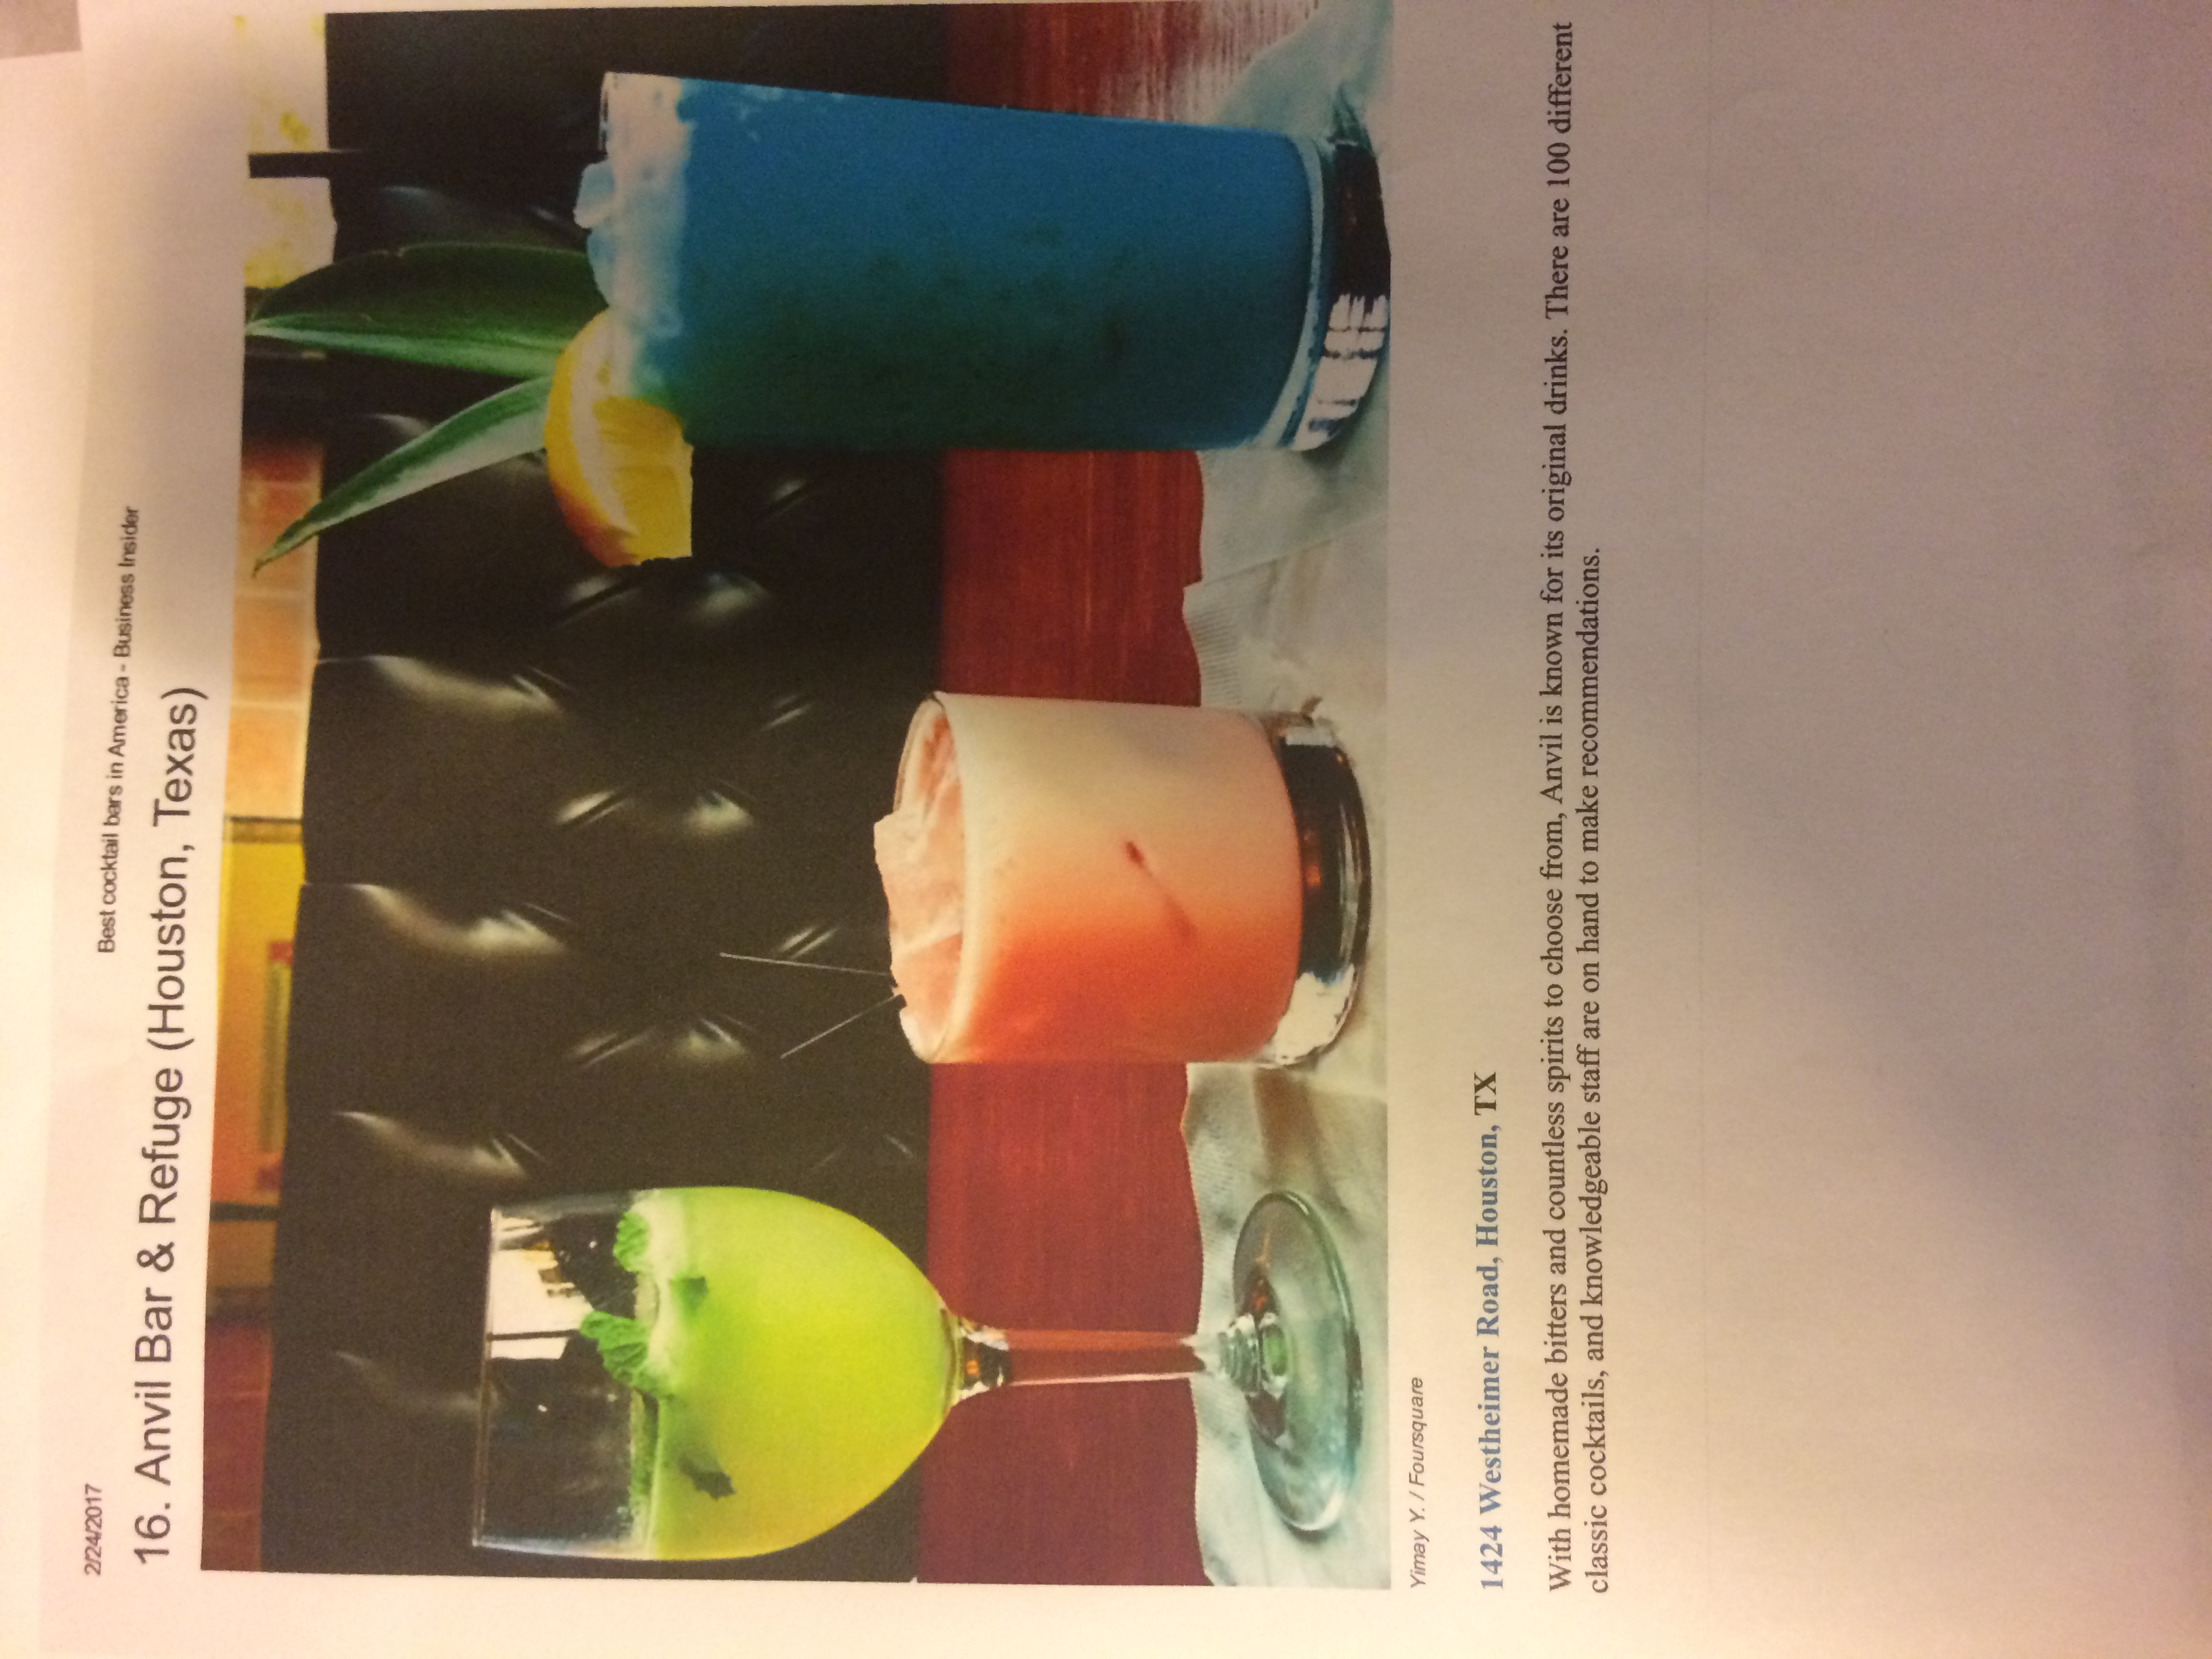 2/24/2017
Best cocktail bars in America - Business Insider
16. Anvil Bar & Refuge (Houston, Texas)
Yimay Y. / Foursquare
1424 Westheimer Road, Houston, TX
With homemade bitters and countless spirits to choose from, Anvil is known for its original drinks. There are 100 different
classic cocktails, and knowledgeable staff are on hand to make recommendations.